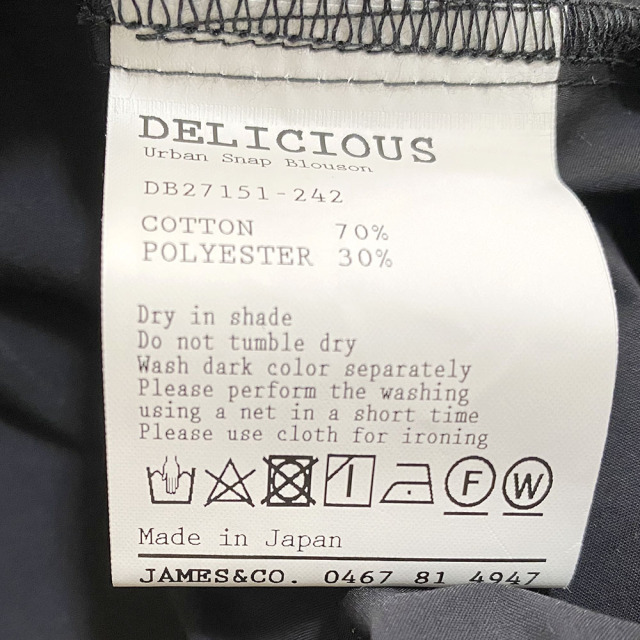 DELICIOUS
Urban Snap Blouson
DB27151-242
COTTON 70%
POLYESTER 30%
Dry in shade
Do not tumble dry
Wash dark color separately
Please perform the washing
using a net in a short time
Please use cloth for ironing
F W
Made in Japan
JAMES&CO. 0467 81 4947